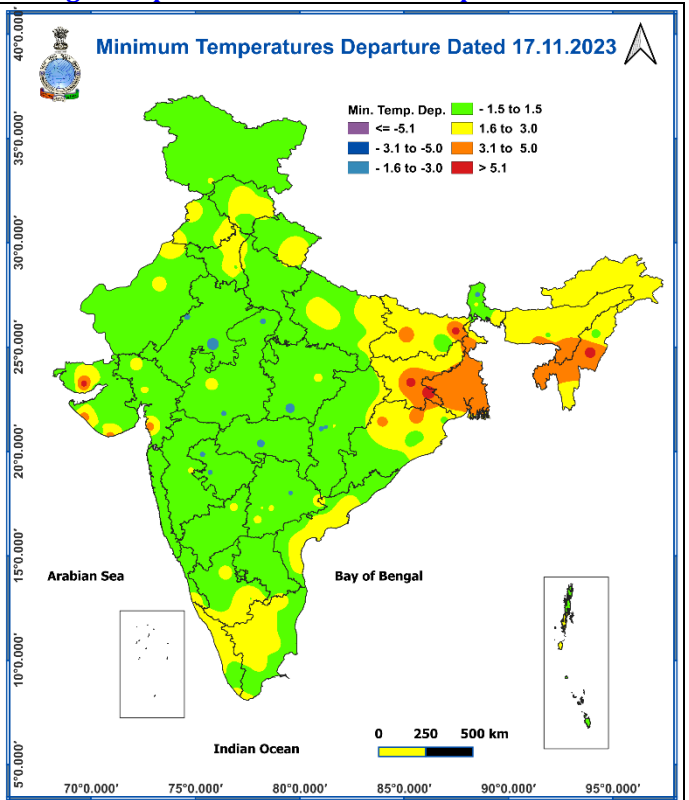 Minimum Temperatures Departure Dated 17.11.2023
Min. Temp. Dep.
<= -5.1
- 3.1 to -5.0
- 1.6 to -3.0
- 1.5 to 1.5
1.6 to 3.0
3.1 to 5.0
> 5.1
40°0.000'
35°0.000'
30°0.000'
25°0.000'
20°0.000'
15°0.000'
10°0.000'
5°0.000'
Arabian Sea
Bay of Bengal
Indian Ocean
0 250 500 km
70°0.000' 75°0.000' 80°0.000' 85°0.000' 90°0.000' 95°0.000'